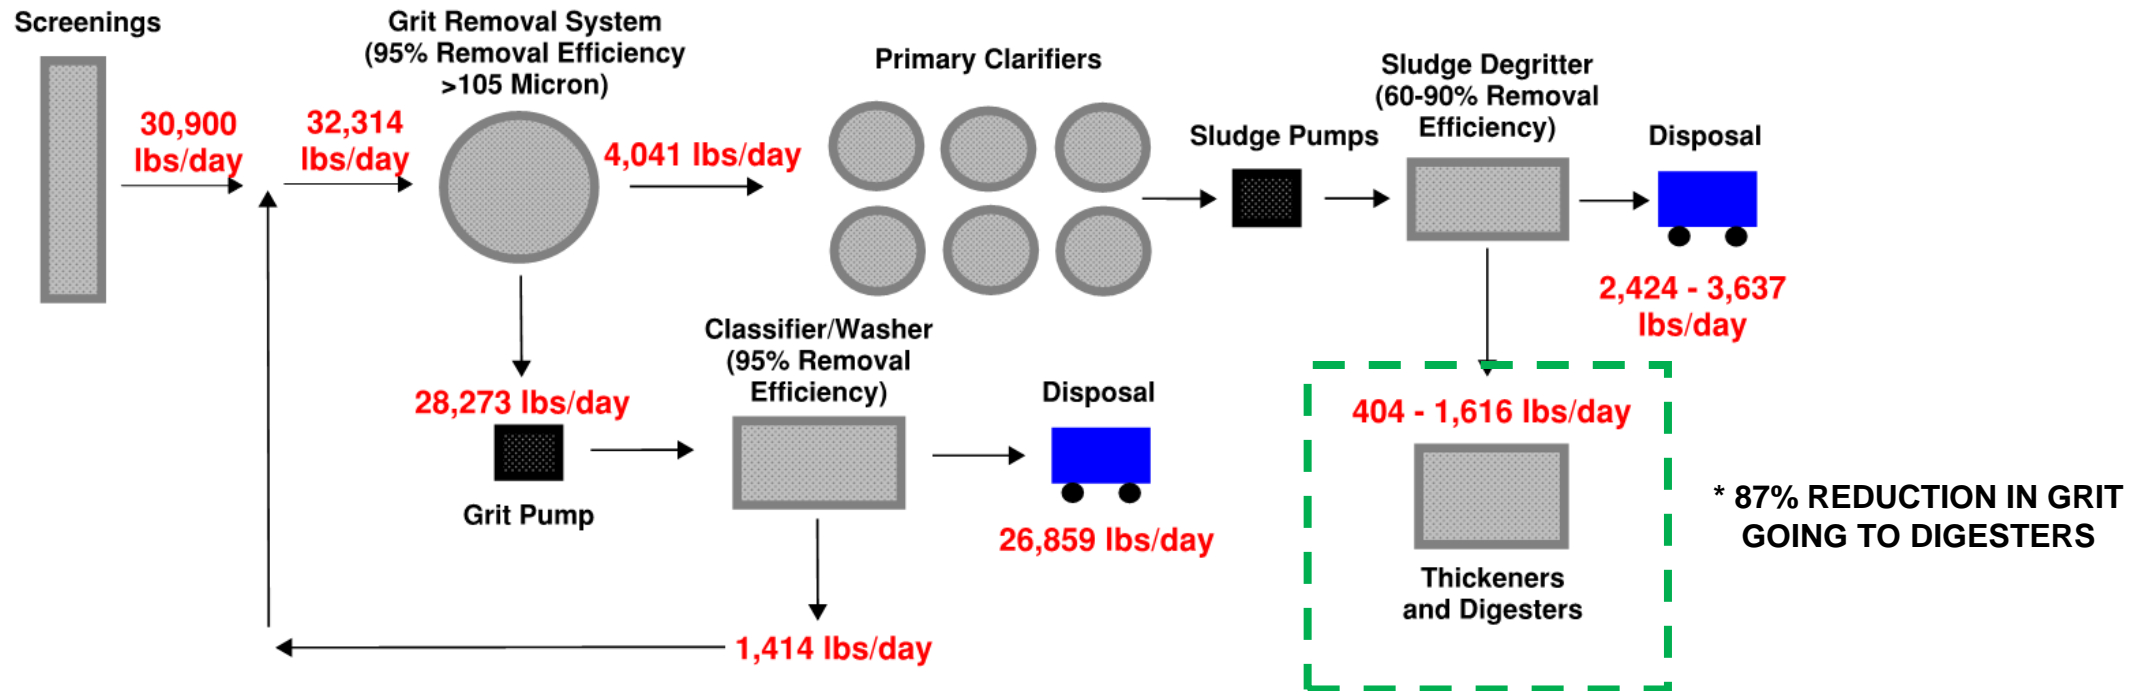 Screenings
30,900
lbs/day
32,314
lbs/day
Grit Removal System
(95% Removal Efficiency
>105 Micron)
4,041 lbs/day
Primary Clarifiers
Sludge Pumps
Sludge Degritter
(60-90% Removal
Efficiency)
Disposal
2,424 - 3,637
lbs/day
28,273 lbs/day
Grit Pump
Classifier/Washer
(95% Removal
Efficiency)
Disposal
26,859 lbs/day
1,414 lbs/day
404 - 1,616 lbs/day
Thickeners
and Digesters
* 87% REDUCTION IN GRIT
GOING TO DIGESTERS